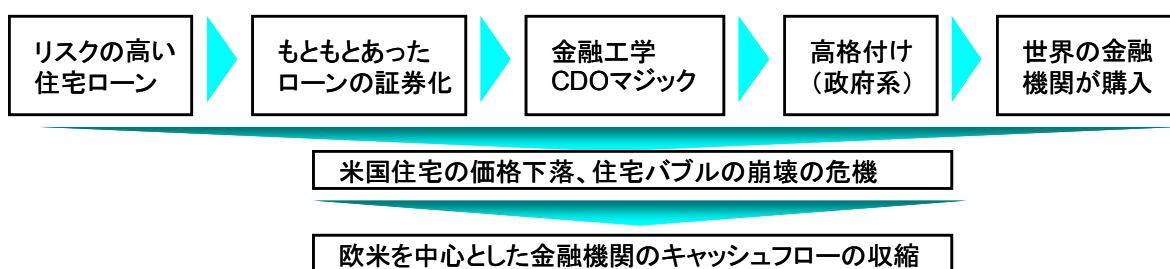 リスクの高い
住宅ローン
もともとあった
ローンの証券化
金融工学
CDOマジック
高格付け
（政府系）
世界の金融
機関が購入
米国住宅の価格下落、住宅バブルの崩壊の危機
欧米を中心とした金融機関のキャッシュフローの収縮